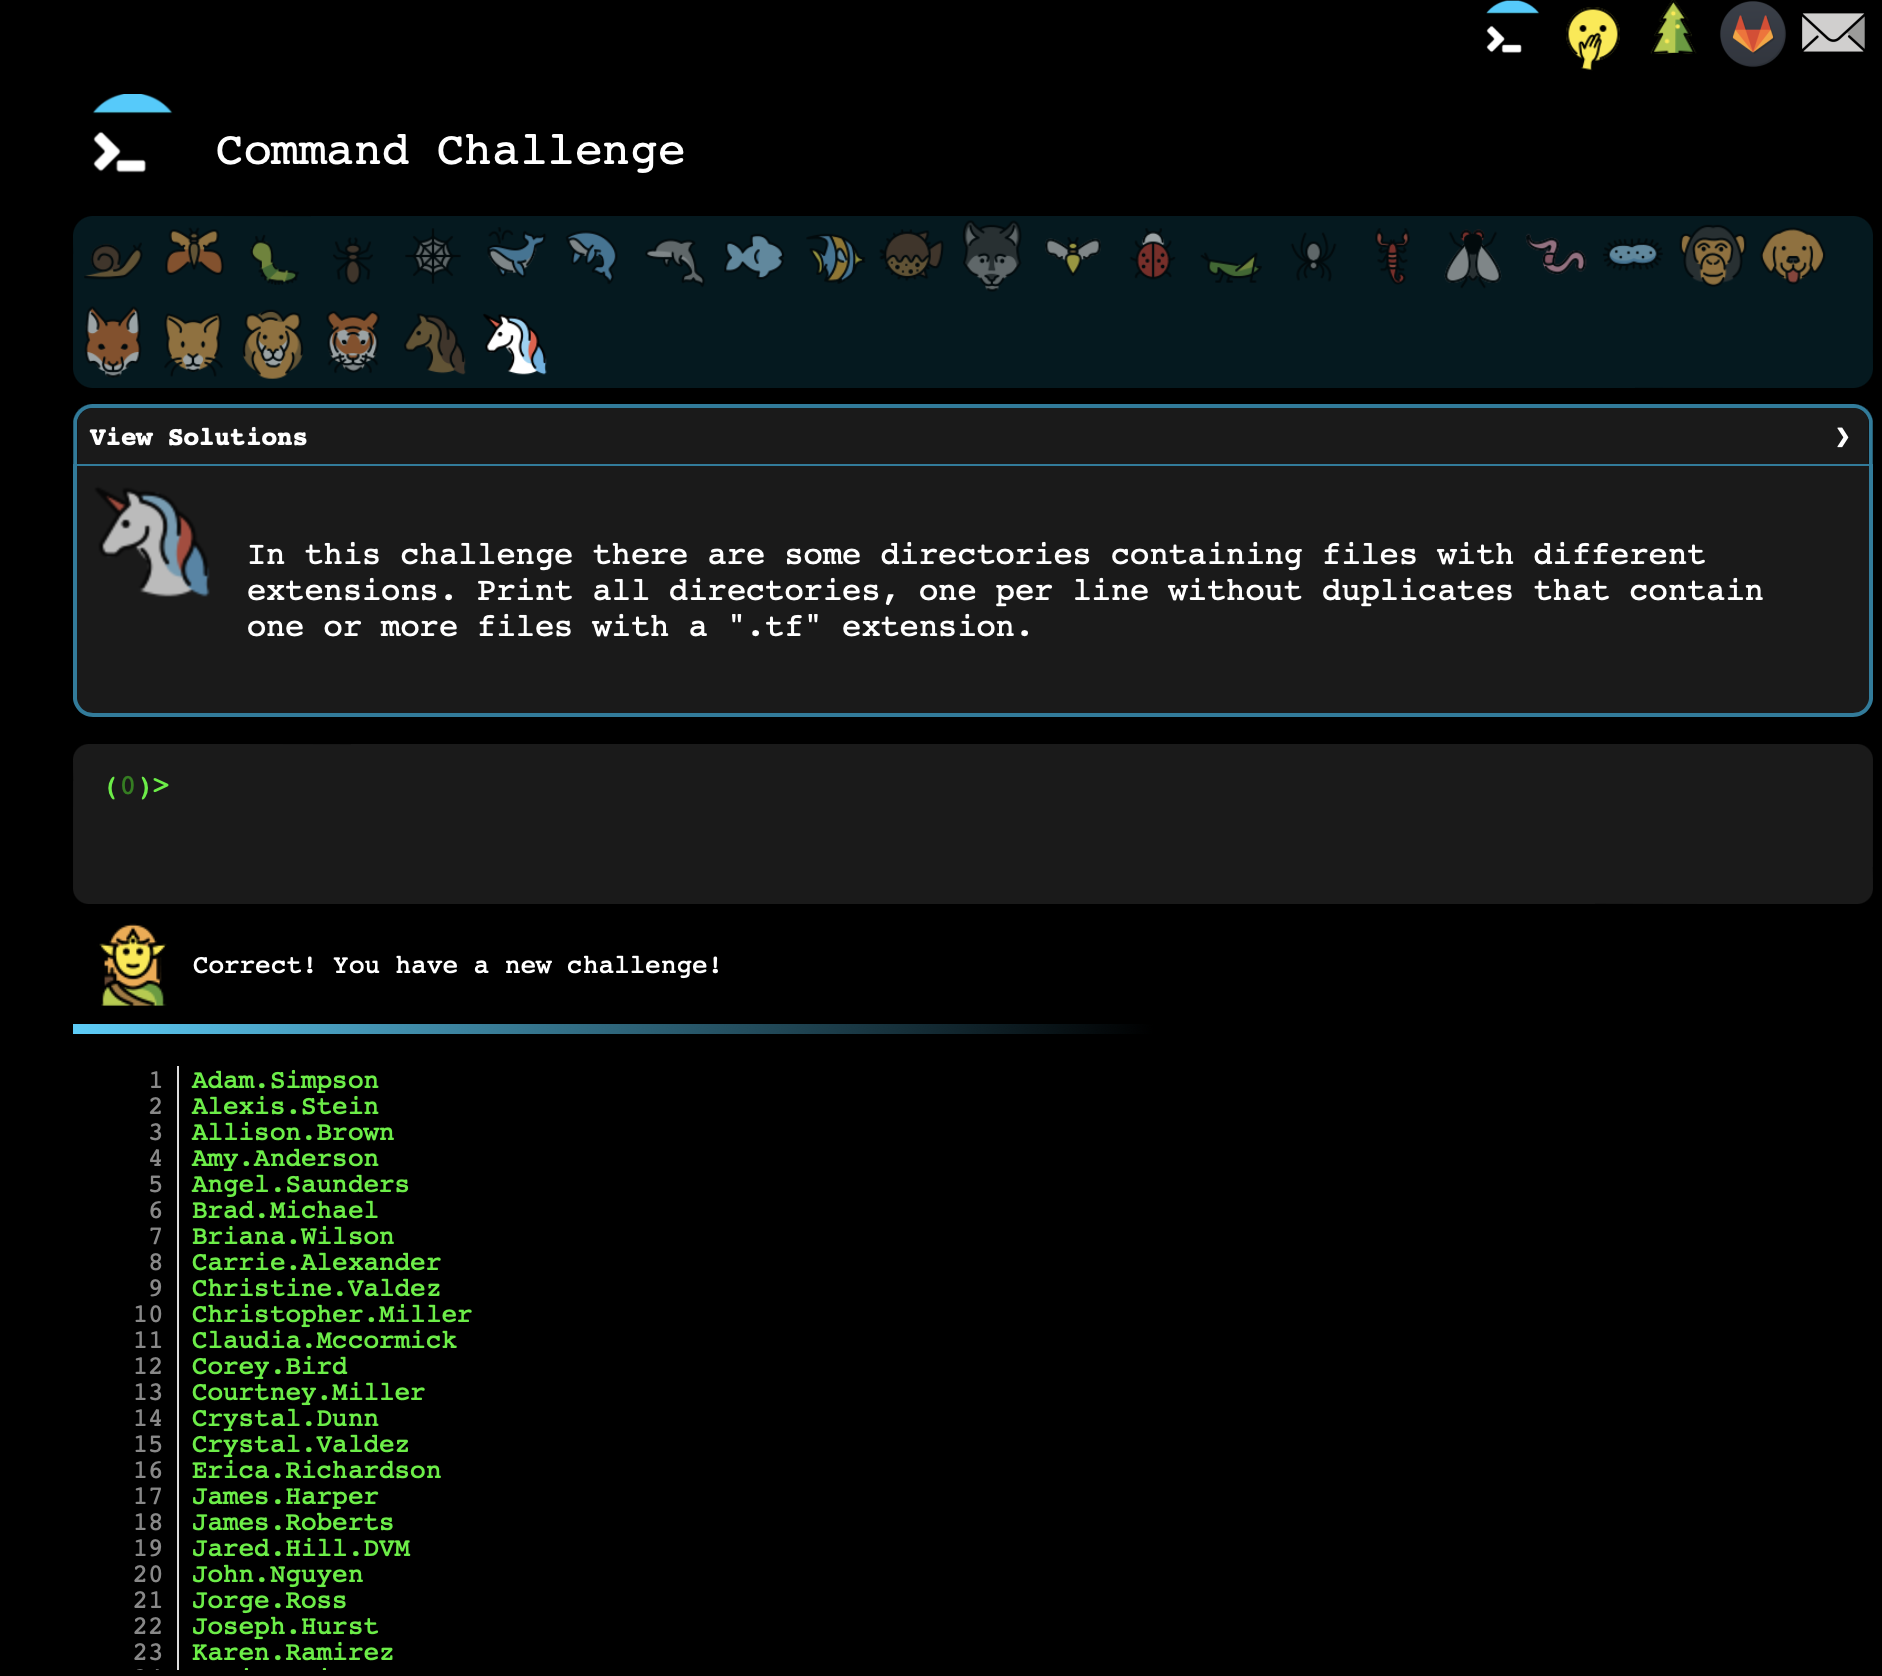 Command Challenge
View Solutions
In this challenge there are some directories containing files with different
extensions. Print all directories, one per line without duplicates that contain
one or more files with a ".tf" extension.
(0)>
Correct! You have a new challenge!
1 Adam.Simpson
2 Alexis.Stein
3 Allison.Brown
4 Amy.Anderson
5 Angel.Saunders
6 Brad.Michael
7 Briana.Wilson
8 Carrie.Alexander
9 Christine.Valdez
10 Christopher.Miller
11 Claudia.Mccormick
12 Corey.Bird
13 Courtney.Miller
14 Crystal.Dunn
15 Crystal.Valdez
16 Erica.Richardson
17 James.Harper
18 James.Roberts
19 Jared.Hill.DVM
20 John.Nguyen
21 Jorge.Ross
22 Joseph.Hurst
23 Karen.Ramirez